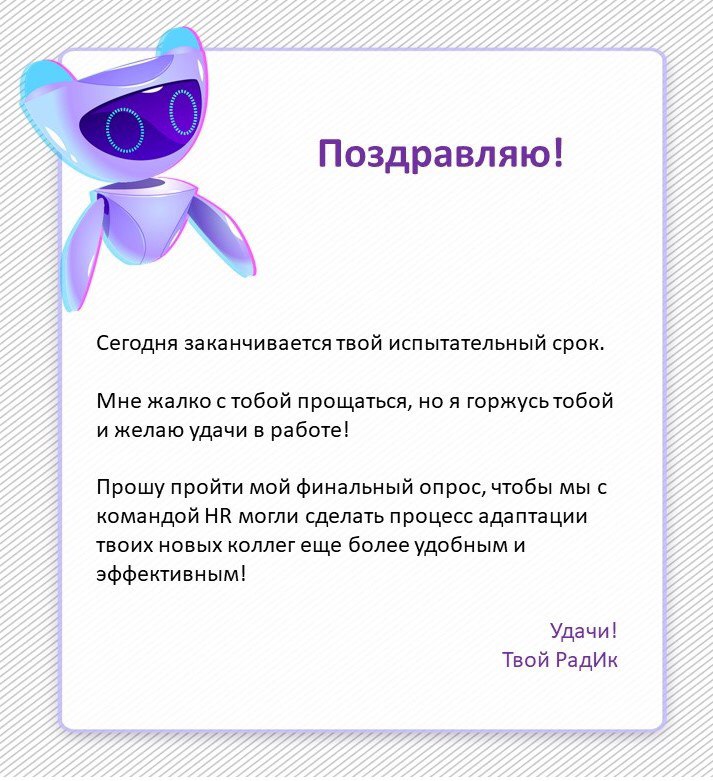 Поздравляю!
Сегодня заканчивается твой испытательный срок.
Мне жалко с тобой прощаться, но я горжусь тобой
и желаю удачи в работе!
Прошу пройти мой финальный опрос, чтобы мы с
командой HR могли сделать процесс адаптации
твоих новых коллег еще более удобным и
эффективным!
Удачи!
Твой РадИк